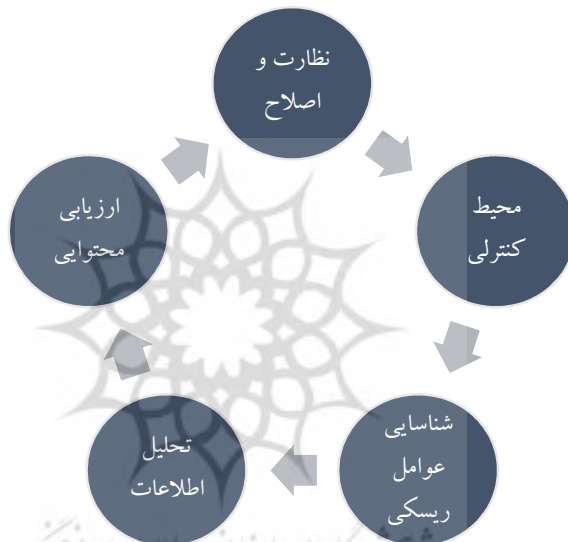 نظارت و
اصلاح
محیط
کنترلی
شناسایی
عوامل
ریسکی
تحلیل
اطلاعات
ارزیابی
محتوایی